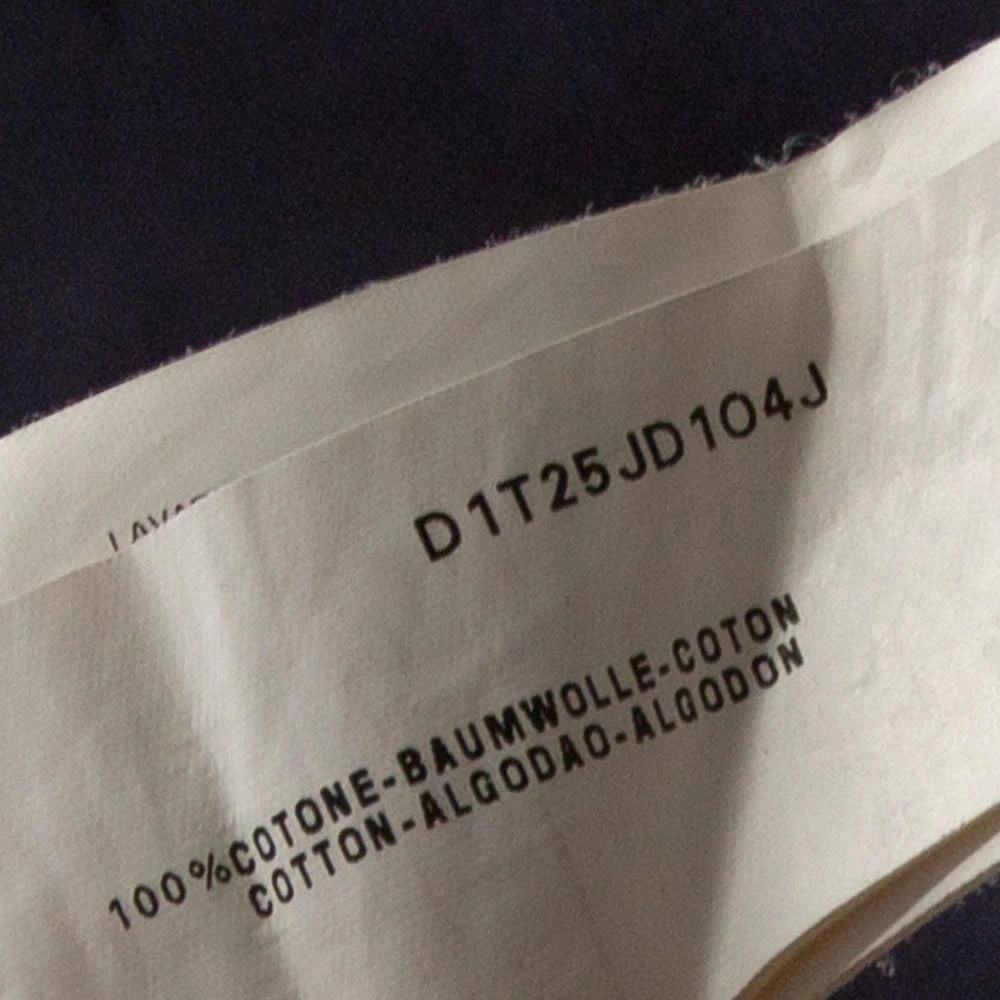 D1T25JD104J
100%COTONE-BAUMWOLLE-COTON
COTTON-ALGODAO-ALGODON